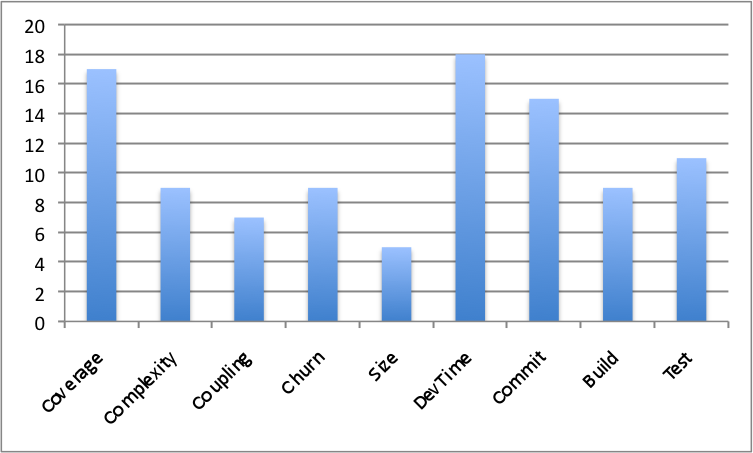 20
18
16
14
12
10
8
6
4
2
0
Coverage
Complexity
Coupling
Churn
Size
DevTime
Commit
Build
Test